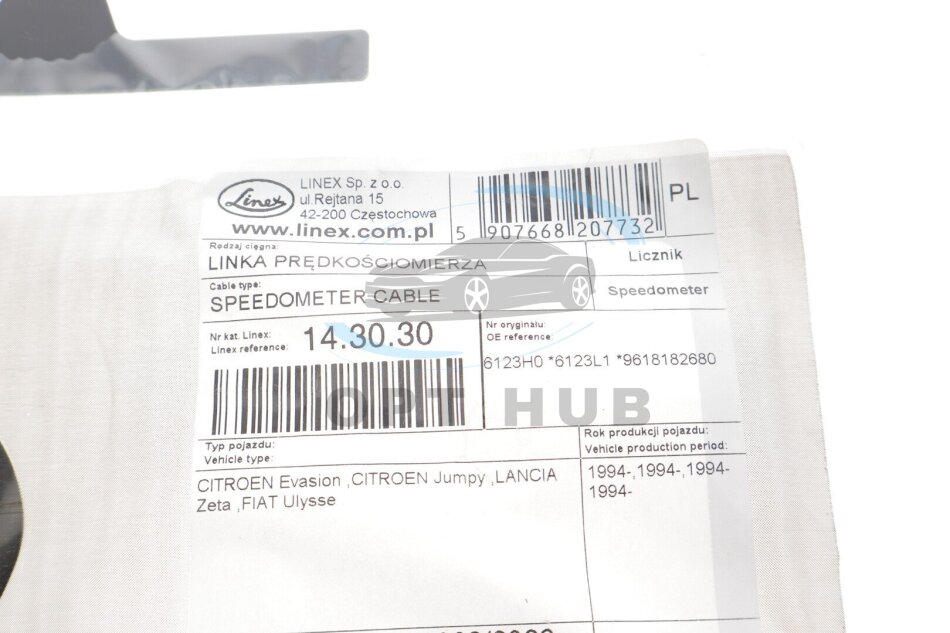 Linex
LINEX Sp. z o.o.
ul.Rejtana 15
42-200 Częstochowa
www.linex.com.pl
5 907668 207732
PL
Rodzaj cięgna:
LINKA PRĘDKOŚCIOMIERZA
Licznik
Cable type:
SPEEDOMETER CABLE
Speedometer
Nr kat. Linex:
Linex reference:
14.30.30
Nr oryginału:
OE reference:
6123H0 *6123L1 *9618182680
OPT HUB
Typ pojazdu:
Vehicle type:
Rok produkcji pojazdu:
Vehicle production period:
CITROEN Evasion ,CITROEN Jumpy ,LANCIA
Zeta ,FIAT Ulysse
1994-,1994-,1994-
1994-